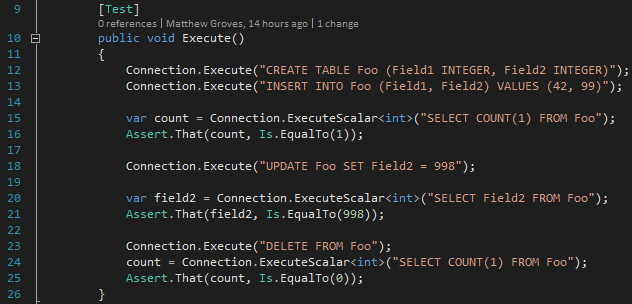 9 [Test]
0 references | Matthew Groves, 14 hours ago | 1 change
10 public void Execute()
11 {
12 Connection.Execute("CREATE TABLE Foo (Field1 INTEGER, Field2 INTEGER)");
13 Connection.Execute("INSERT INTO Foo (Field1, Field2) VALUES (42, 99)");
14
15 var count = Connection.ExecuteScalar<int>("SELECT COUNT(1) FROM Foo");
16 Assert.That(count, Is.EqualTo(1));
17
18 Connection.Execute("UPDATE Foo SET Field2 = 998");
19
20 var field2 = Connection.ExecuteScalar<int>("SELECT Field2 FROM Foo");
21 Assert.That(field2, Is.EqualTo(998));
22
23 Connection.Execute("DELETE FROM Foo");
24 count = Connection.ExecuteScalar<int>("SELECT COUNT(1) FROM Foo");
25 Assert.That(count, Is.EqualTo(0));
26 }